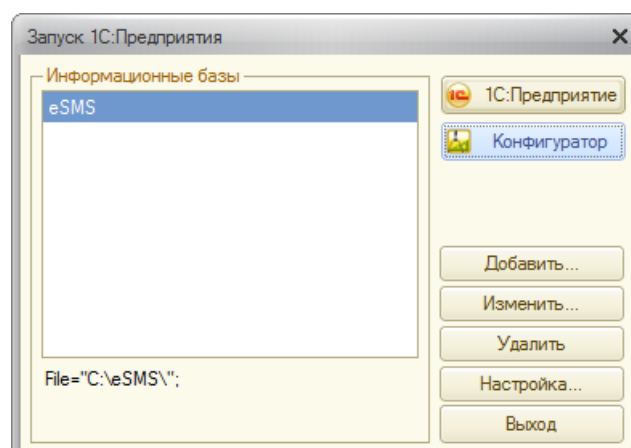 Запуск 1С:Предприятия
Информационные базы
eSMS
1С:Предприятие
Конфигуратор
Добавить...
Изменить...
Удалить
File="C:\eSMS\";
Настройка...
Выход